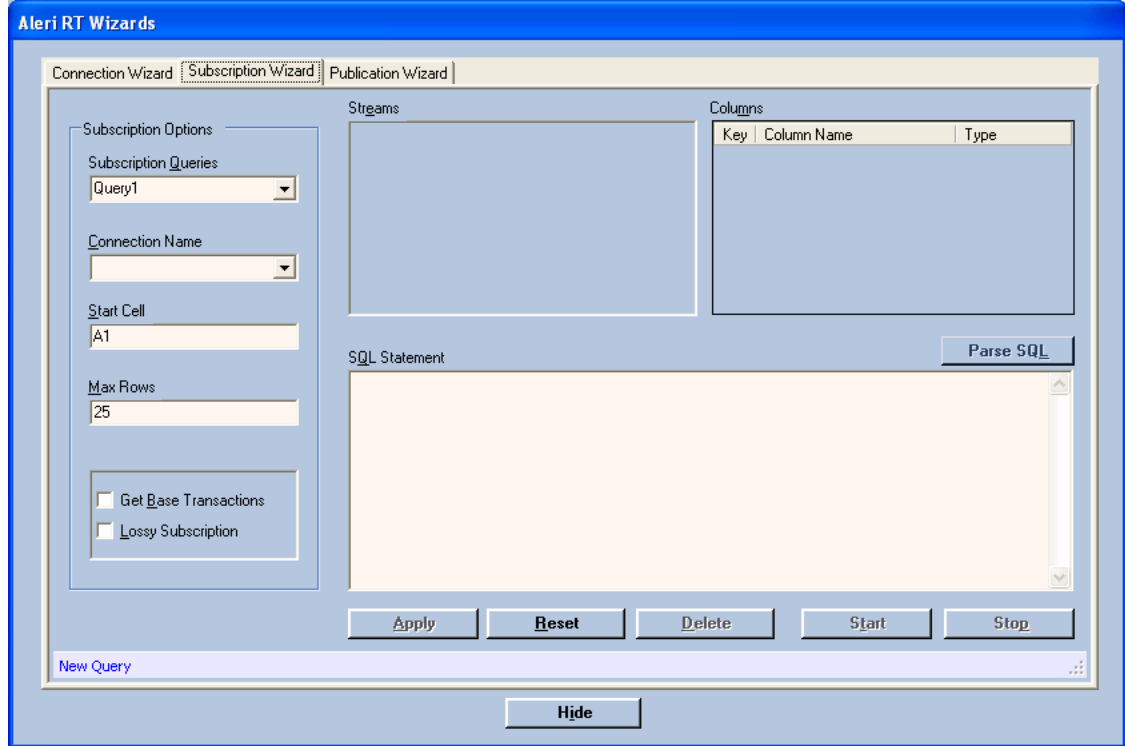 Aleri RT Wizards
Connection Wizard
Subscription Wizard
Publication Wizard
Subscription Options
Subscription Queries
Query1
Connection Name
Start Cell
A1
Max Rows
25
Get Base Transactions
Lossy Subscription
Streams
Columns
Key
Column Name
Type
SQL Statement
Parse SQL
Apply
Reset
Delete
Start
Stop
New Query
Hide